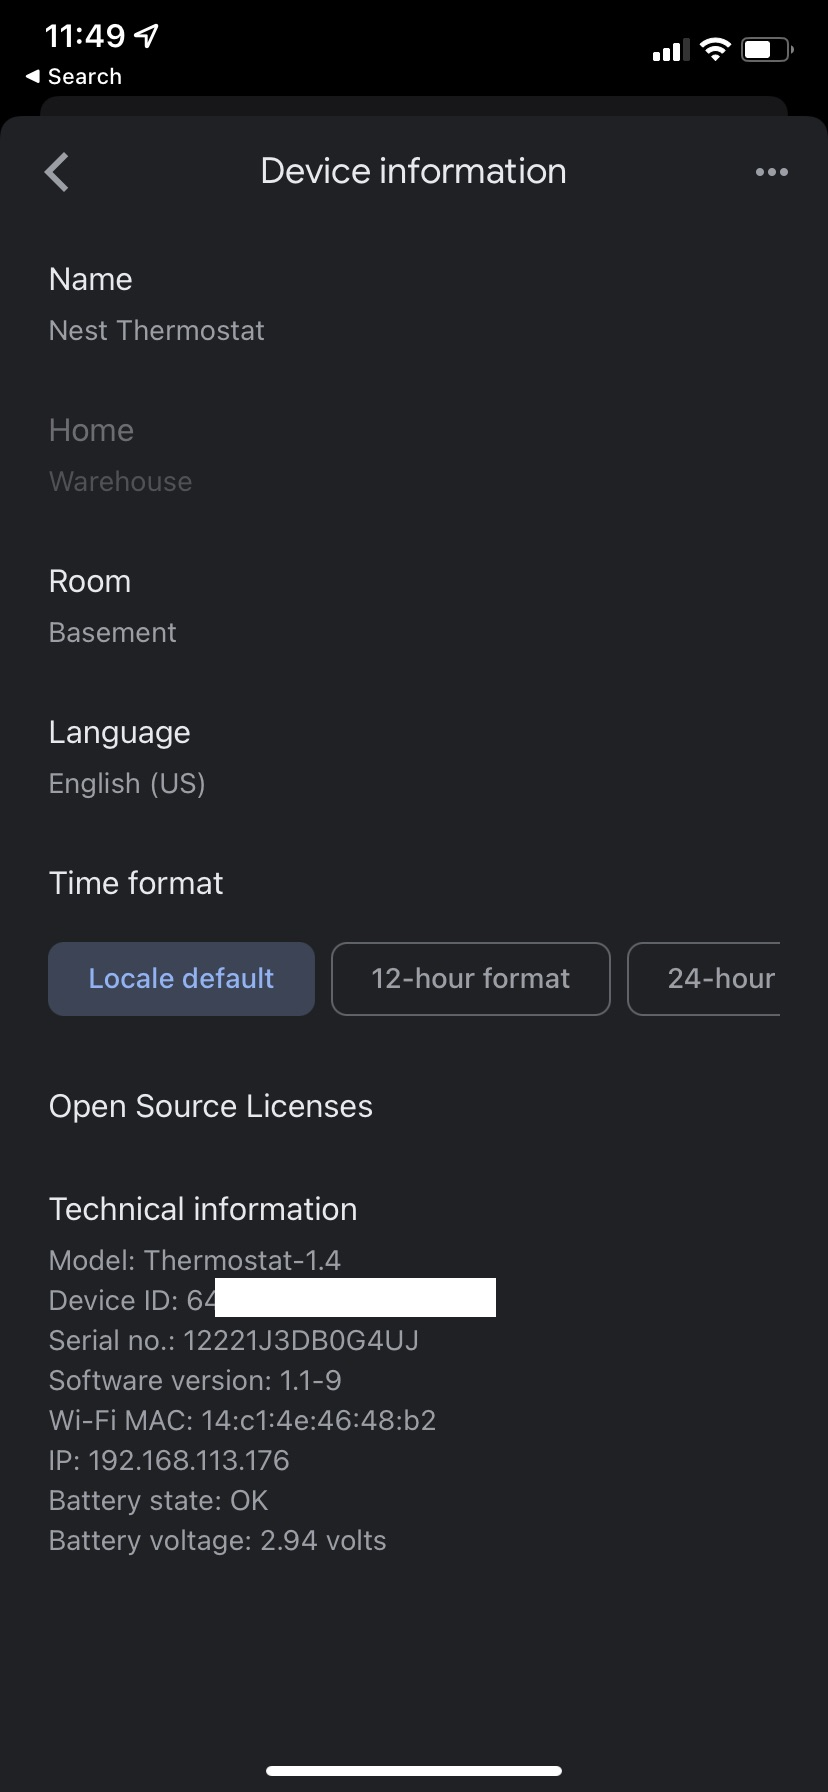 11:49
Search
Device information
Name
Nest Thermostat
Home
Warehouse
Room
Basement
Language
English (US)
Time format
Locale default 12-hour format 24-hour
Open Source Licenses
Technical information
Model: Thermostat-1.4
Device ID: 64
Serial no.: 12221J3DB0G4UJ
Software version: 1.1-9
Wi-Fi MAC: 14:c1:4e:46:48:b2
IP: 192.168.113.176
Battery state: OK
Battery voltage: 2.94 volts